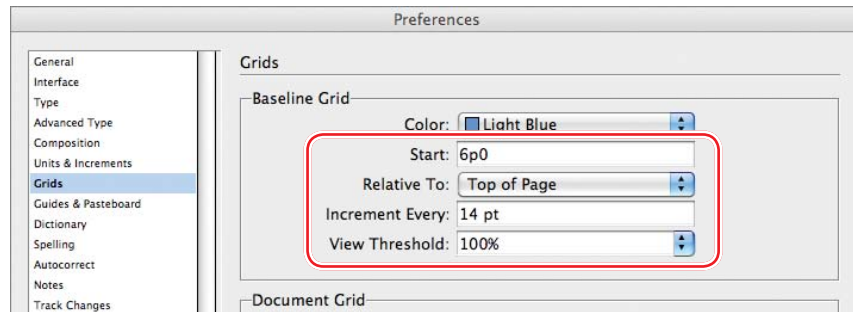 Preferences
General
Interface
Type
Advanced Type
Composition
Units & Increments
Grids
Guides & Pasteboard
Dictionary
Spelling
Autocorrect
Notes
Track Changes
Grids
Baseline Grid
Color: Light Blue
Start: 6p0
Relative To: Top of Page
Increment Every: 14 pt
View Threshold: 100%
Document Grid